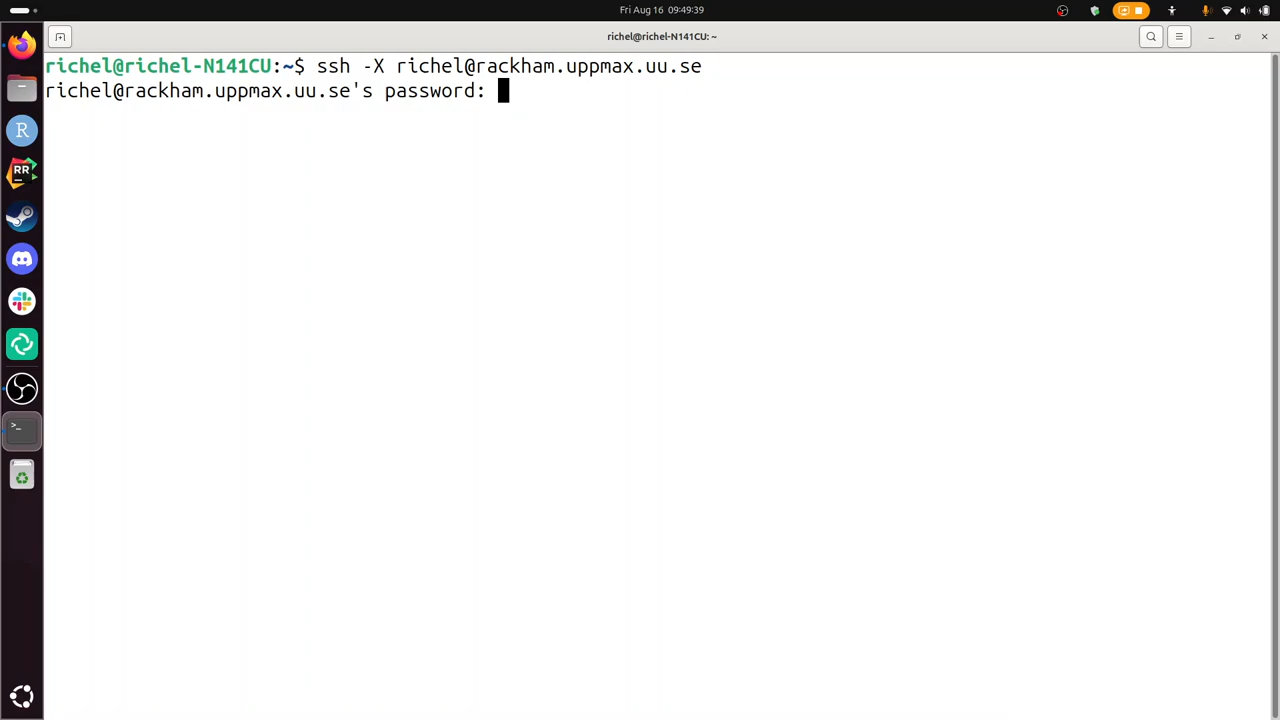 Fri Aug 16 09:49:39
richel@richel-N141CU: ~
richel@richel-N141CU:~$ ssh -X richel@rackham.uppmax.uu.se
richel@rackham.uppmax.uu.se's password:
R
RR
>_